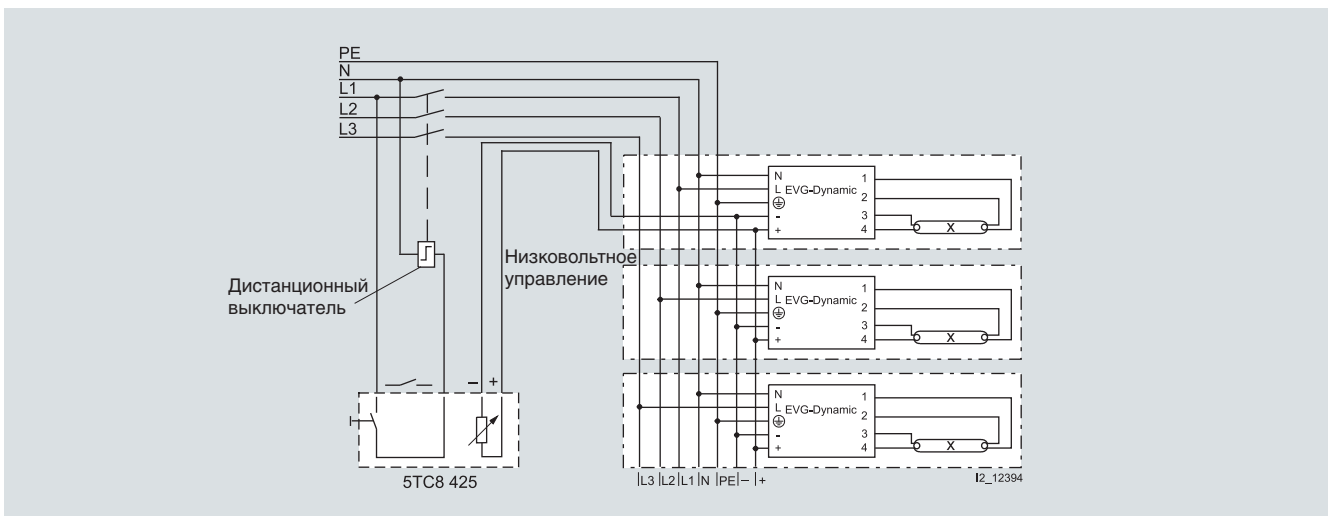 PE
N
L1
L2
L3
Низковольтное
управление
Дистанционный
выключатель
– +
5TC8 425
N 1
L EVG-Dynamic 2
- 3
+ 4
X
N 1
L EVG-Dynamic 2
- 3
+ 4
X
N 1
L EVG-Dynamic 2
- 3
+ 4
X
L3 L2 L1 N PE – +
I2_12394